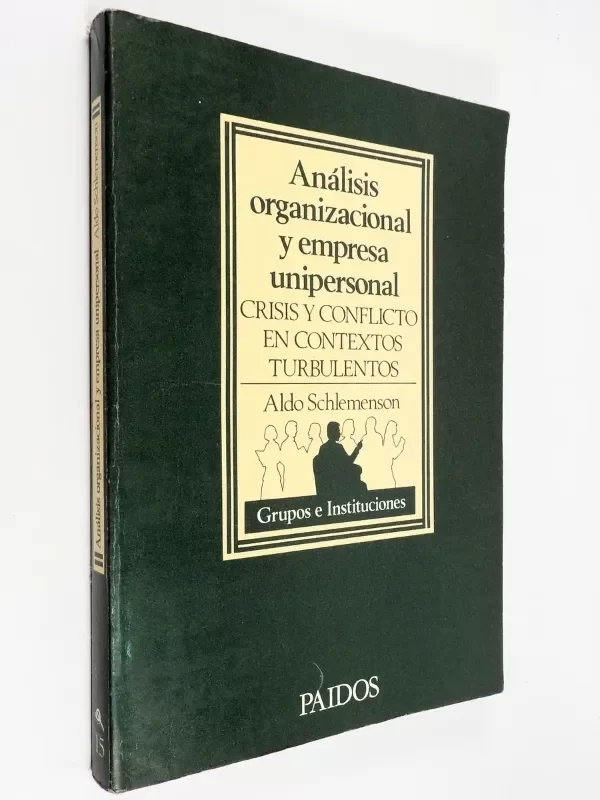 Análisis
organizacional
y empresa
unipersonal
CRISIS Y CONFLICTO
EN CONTEXTOS
TURBULENTOS
Aldo Schlemenson
Grupos e Instituciones
PAIDOS
Análisis organizacional y empresa unipersonal Aldo Schlemenson
15